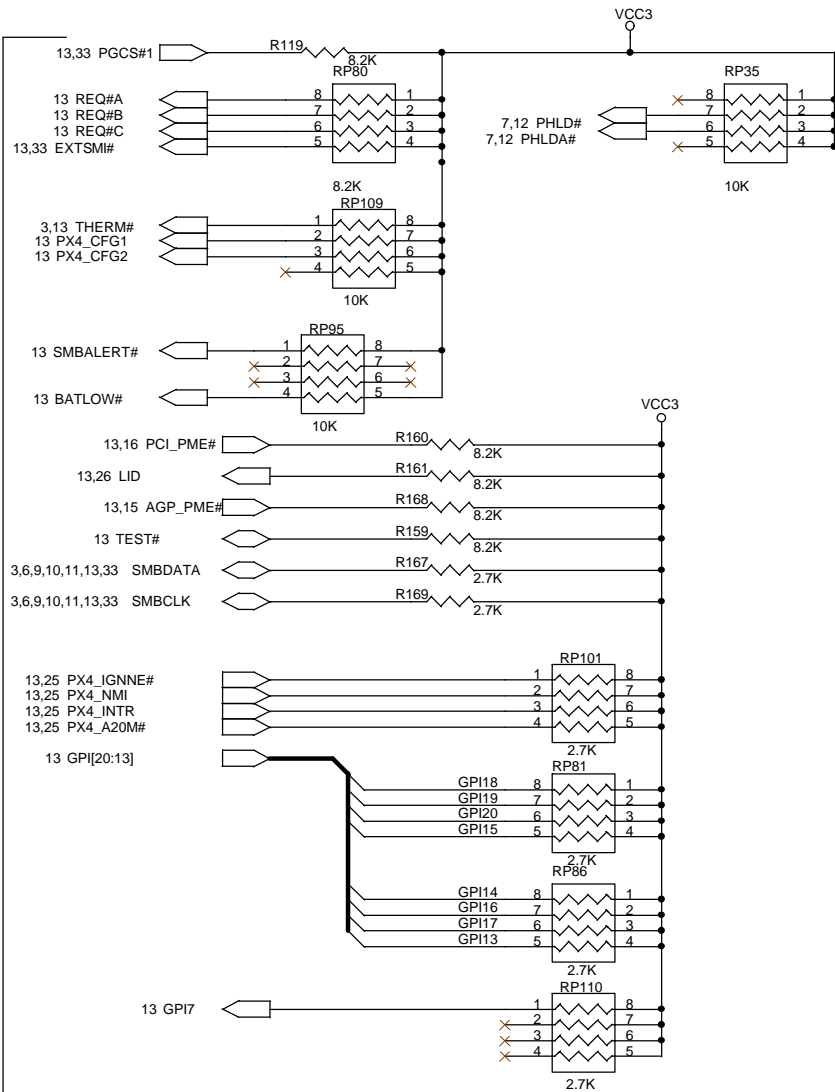 VCC3
13,33 PGCS#1
R119
8.2K
RP80
13 REQ#A 8 1
13 REQ#B 7 2
13 REQ#C 6 3
13,33 EXTSMI# 5 4
8.2K
RP35
8 1
7,12 PHLD# 7 2
7,12 PHLDA# 6 3
5 4
10K
RP109
3,13 THERM# 1 8
13 PX4_CFG1 2 7
13 PX4_CFG2 3 6
4 5
10K
RP95
13 SMBALERT# 1 8
2 7
3 6
13 BATLOW# 4 5
10K
VCC3
13,16 PCI_PME# R160 8.2K
13,26 LID R161 8.2K
13,15 AGP_PME# R168 8.2K
13 TEST# R159 8.2K
3,6,9,10,11,13,33 SMBDATA R167 2.7K
3,6,9,10,11,13,33 SMBCLK R169 2.7K
RP101
13,25 PX4_IGNNE# 1 8
13,25 PX4_NMI 2 7
13,25 PX4_INTR 3 6
13,25 PX4_A20M# 4 5
2.7K
13 GPI[20:13]
RP81
GPI18 8 1
GPI19 7 2
GPI20 6 3
GPI15 5 4
2.7K
RP86
GPI14 8 1
GPI16 7 2
GPI17 6 3
GPI13 5 4
2.7K
RP110
13 GPI7 1 8
2 7
3 6
4 5
2.7K